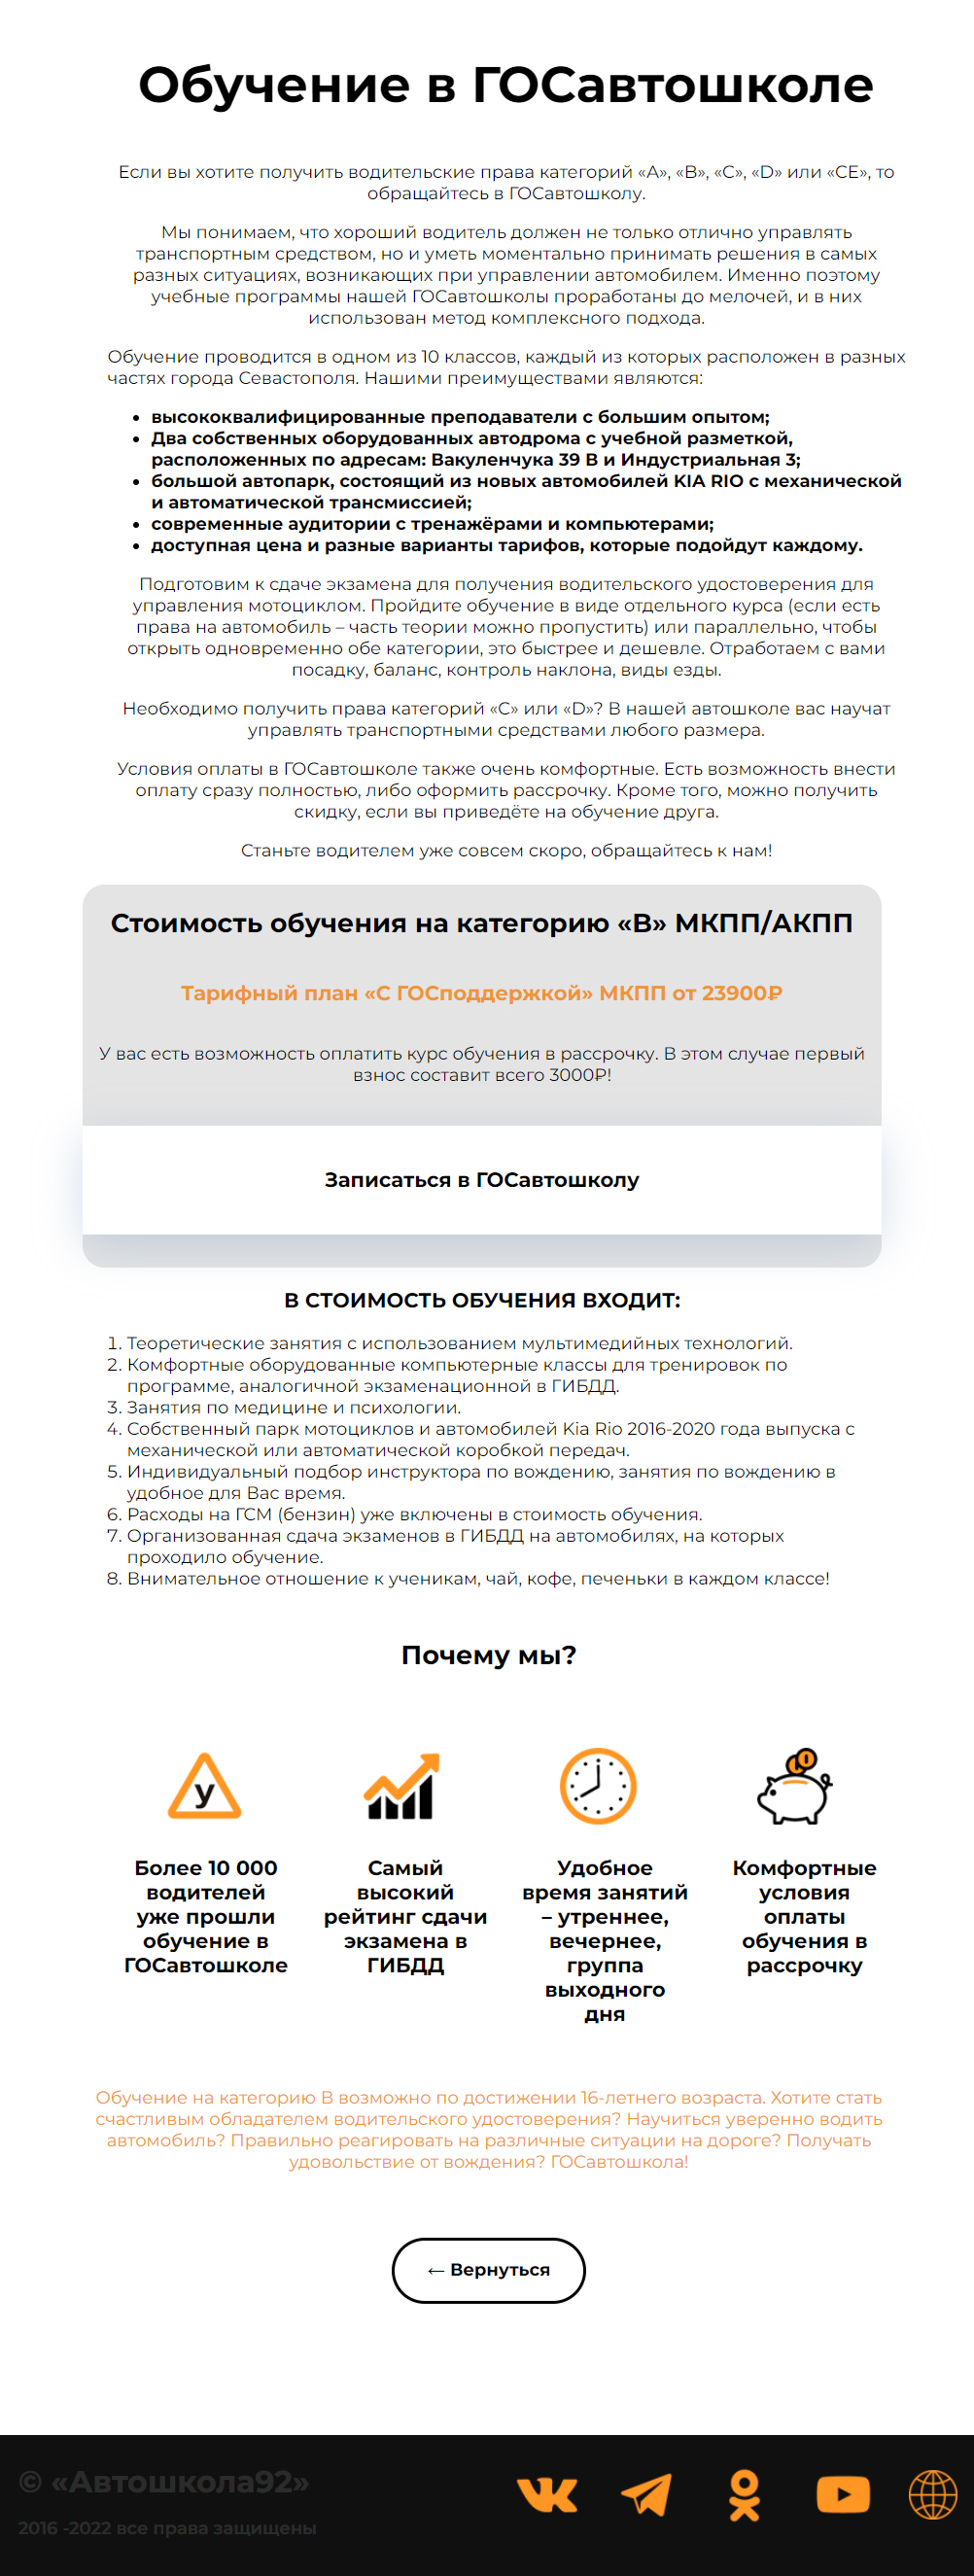 Обучение в ГОСавтошколе
Если вы хотите получить водительские права категорий «А», «В», «С», «D» или «СЕ», то
обращайтесь в ГОСавтошколу.
Мы понимаем, что хороший водитель должен не только отлично управлять
транспортным средством, но и уметь моментально принимать решения в самых
разных ситуациях, возникающих при управлении автомобилем. Именно поэтому
учебные программы нашей ГОСавтошколы проработаны до мелочей, и в них
использован метод комплексного подхода.
Обучение проводится в одном из 10 классов, каждый из которых расположен в разных
частях города Севастополя. Нашими преимуществами являются:
• высококвалифицированные преподаватели с большим опытом;
• Два собственных оборудованных автодрома с учебной разметкой,
расположенных по адресам: Вакуленчука 39 В и Индустриальная 3;
• большой автопарк, состоящий из новых автомобилей KIA RIO с механической
и автоматической трансмиссией;
• современные аудитории с тренажёрами и компьютерами;
• доступная цена и разные варианты тарифов, которые подойдут каждому.
Подготовим к сдаче экзамена для получения водительского удостоверения для
управления мотоциклом. Пройдите обучение в виде отдельного курса (если есть
права на автомобиль – часть теории можно пропустить) или параллельно, чтобы
открыть одновременно обе категории, это быстрее и дешевле. Отработаем с вами
посадку, баланс, контроль наклона, виды езды.
Необходимо получить права категорий «С» или «D»? В нашей автошколе вас научат
управлять транспортными средствами любого размера.
Условия оплаты в ГОСавтошколе также очень комфортные. Есть возможность внести
оплату сразу полностью, либо оформить рассрочку. Кроме того, можно получить
скидку, если вы приведёте на обучение друга.
Станьте водителем уже совсем скоро, обращайтесь к нам!
Стоимость обучения на категорию «В» МКПП/АКПП
Тарифный план «С ГОСподдержкой» МКПП от 23900₽
У вас есть возможность оплатить курс обучения в рассрочку. В этом случае первый
взнос составит всего 3000₽!
Записаться в ГОСавтошколу
В СТОИМОСТЬ ОБУЧЕНИЯ ВХОДИТ:
1. Теоретические занятия с использованием мультимедийных технологий.
2. Комфортные оборудованные компьютерные классы для тренировок по
программе, аналогичной экзаменационной в ГИБДД.
3. Занятия по медицине и психологии.
4. Собственный парк мотоциклов и автомобилей Kia Rio 2016-2020 года выпуска с
механической или автоматической коробкой передач.
5. Индивидуальный подбор инструктора по вождению, занятия по вождению в
удобное для Вас время.
6. Расходы на ГСМ (бензин) уже включены в стоимость обучения.
7. Организованная сдача экзаменов в ГИБДД на автомобилях, на которых
проходило обучение.
8. Внимательное отношение к ученикам, чай, кофе, печеньки в каждом классе!
Почему мы?
У
Более 10 000
водителей
уже прошли
обучение в
ГОСавтошколе
Самый
высокий
рейтинг сдачи
экзамена в
ГИБДД
Удобное
время занятий
– утреннее,
вечернее,
группа
выходного
дня
Комфортные
условия
оплаты
обучения в
рассрочку
Обучение на категорию В возможно по достижении 16-летнего возраста. Хотите стать
счастливым обладателем водительского удостоверения? Научиться уверенно водить
автомобиль? Правильно реагировать на различные ситуации на дороге? Получать
удовольствие от вождения? ГОСавтошкола!
← Вернуться
© «Автошкола92»
2016 -2022 все права защищены